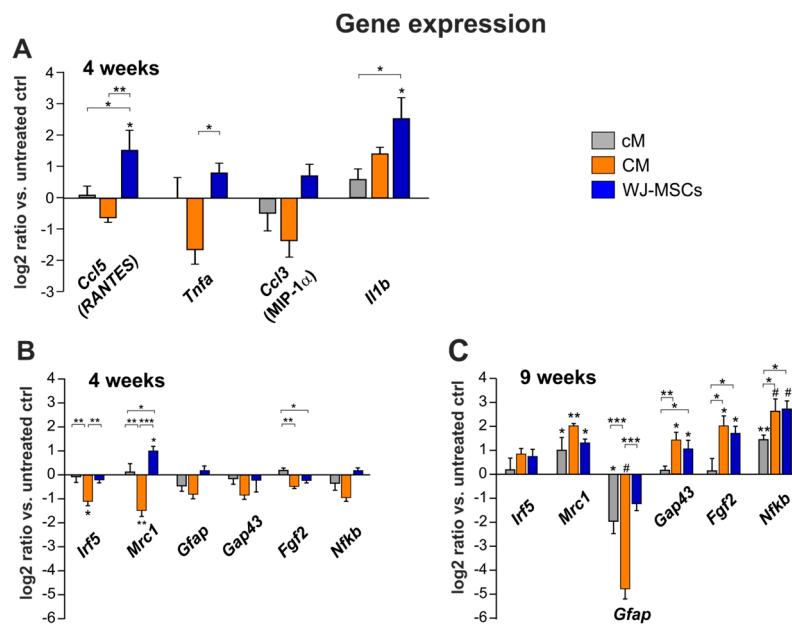 Gene expression
A
4 weeks
log2 ratio vs. untreated ctrl
4
3
2
1
0
-1
-2
-3
* ** * * *
* *
Ccl5
(RANTES)
Tnfa
Ccl3
(MIP-1α)
Il1b
cM
CM
WJ-MSCs
B
4 weeks
log2 ratio vs. untreated ctrl
4
3
2
1
0
-1
-2
-3
-4
-5
-6
** **
*
** ***
*
*
**
*
**
Irf5
Mrc1
Gfap
Gap43
Fgf2
Nfkb
C
9 weeks
log2 ratio vs. untreated ctrl
4
3
2
1
0
-1
-2
-3
-4
-5
-6
* ** *
***
***
* #
**
*
* *
*
*
* *
*
*
** # #
Irf5
Mrc1
Gfap
Gap43
Fgf2
Nfkb